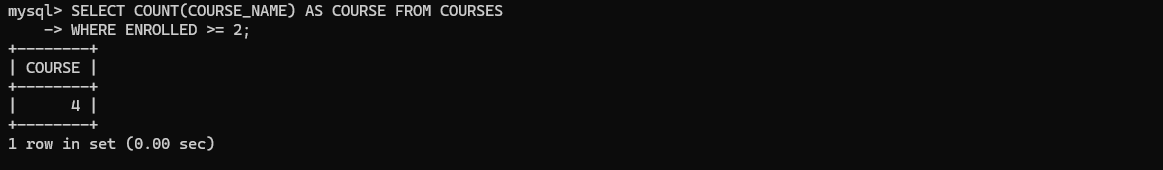 mysql> SELECT COUNT(COURSE_NAME) AS COURSE FROM COURSES
    -> WHERE ENROLLED >= 2;
+--------+
| COURSE |
+--------+
|      4 |
+--------+
1 row in set (0.00 sec)